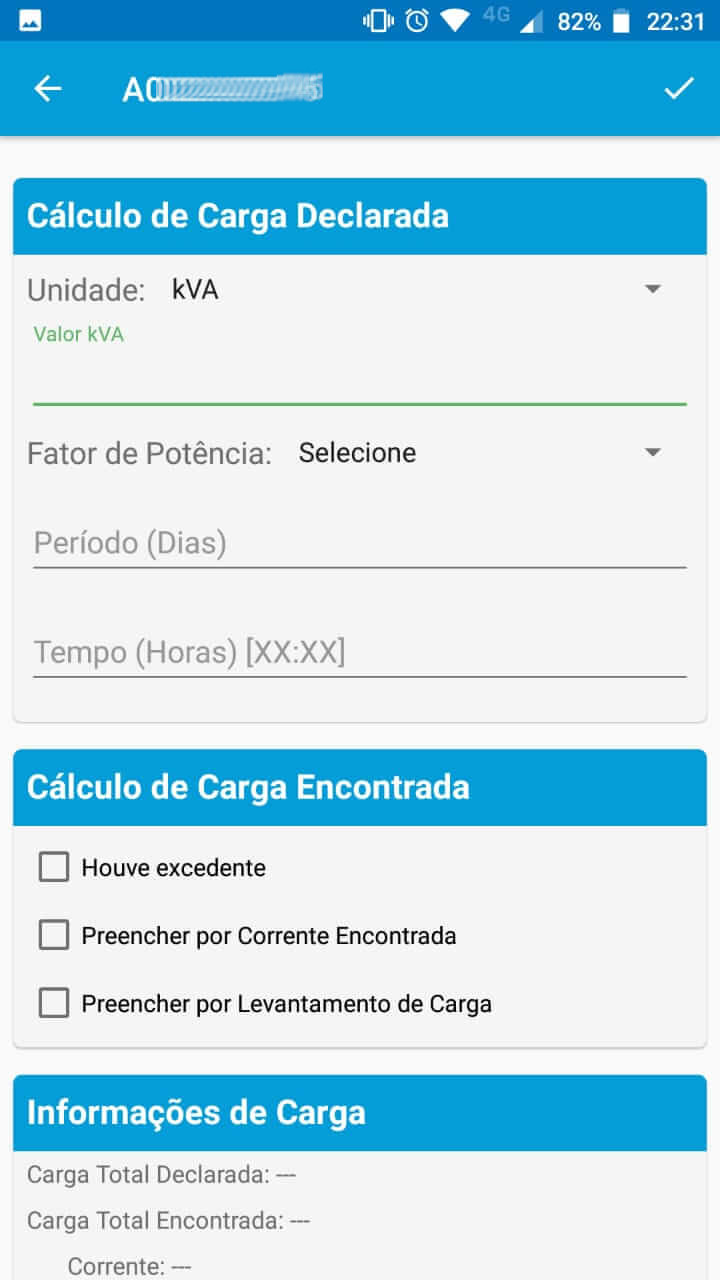 4G 82% 22:31
Cálculo de Carga Declarada
Unidade: kVA
Valor kVA
Fator de Potência: Selecione
Período (Dias)
Tempo (Horas) [XX:XX]
Cálculo de Carga Encontrada
Houve excedente
Preencher por Corrente Encontrada
Preencher por Levantamento de Carga
Informações de Carga
Carga Total Declarada: ---
Carga Total Encontrada: ---
Corrente: ---